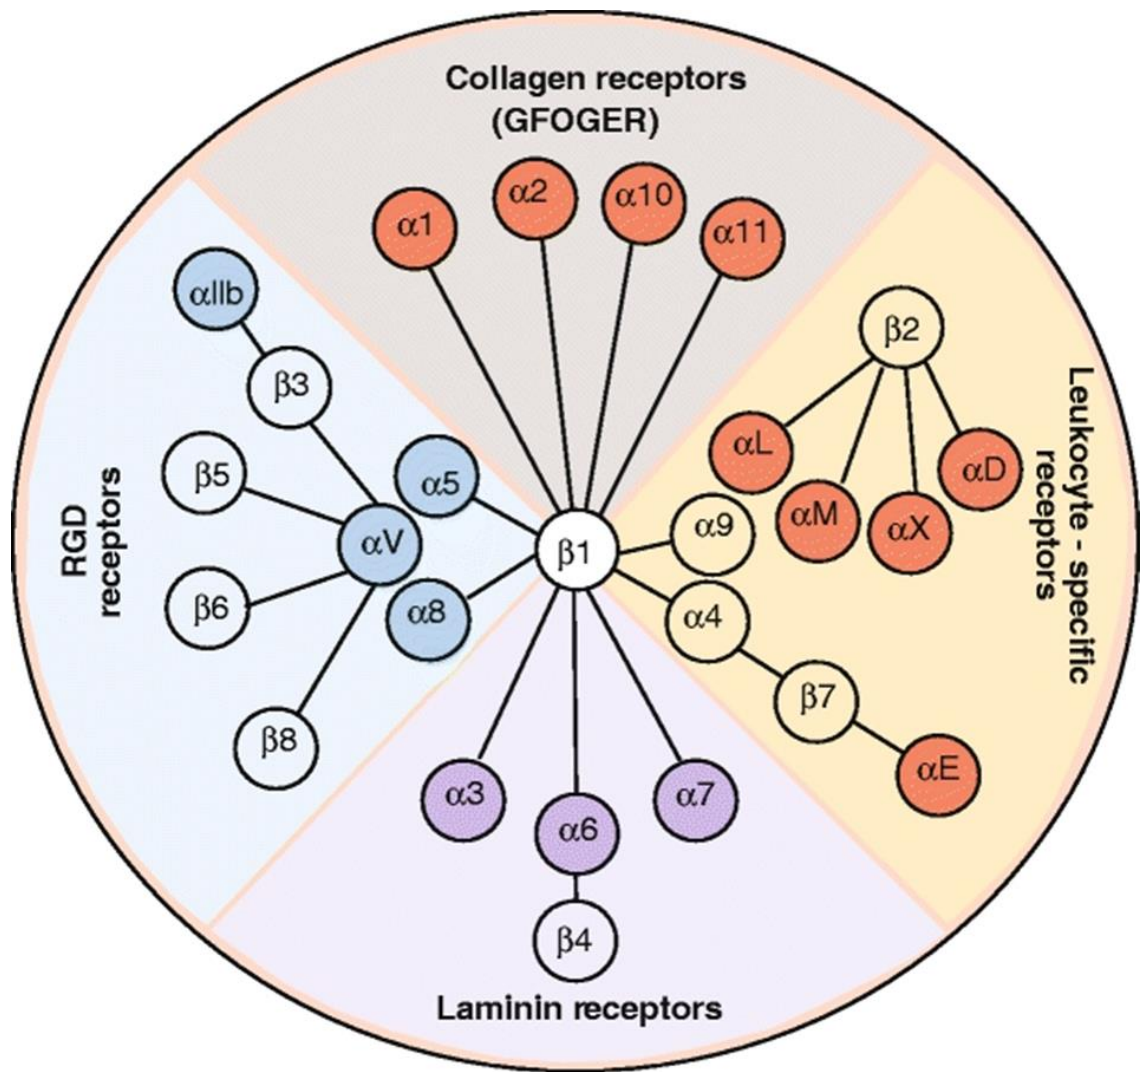 Collagen receptors
(GFOGER)
α1
α2
α10
α11
RGD
receptors
αIIb
β3
β5
αV
β6
β8
α5
α8
β1
Leukocyte - specific
receptors
β2
αL
αM
αX
αD
α9
α4
β7
αE
α3
α6
α7
β4
Laminin receptors